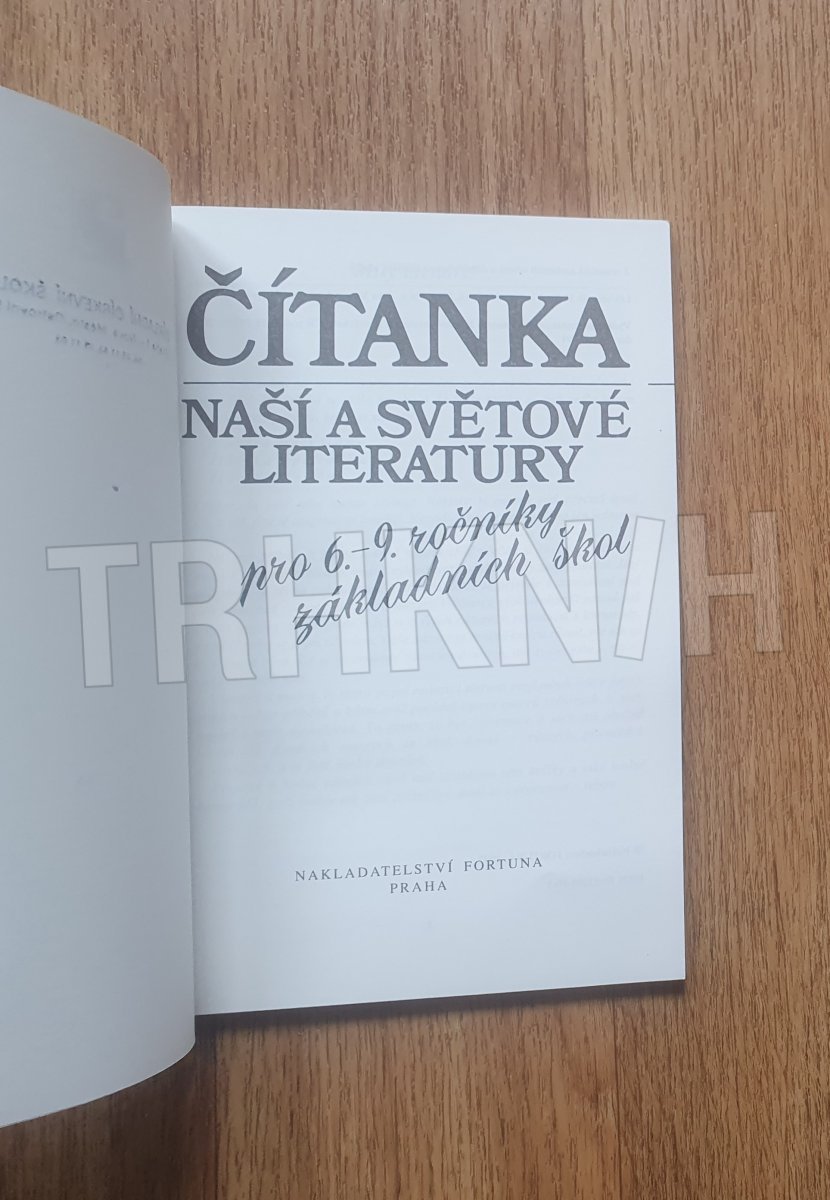 ČÍTANKA
NAŠÍ A SVĚTOVÉ
LITERATURY
pro 6.–9. ročníky
základních škol
TRHKNIH
NAKLADATELSTVÍ FORTUNA
PRAHA